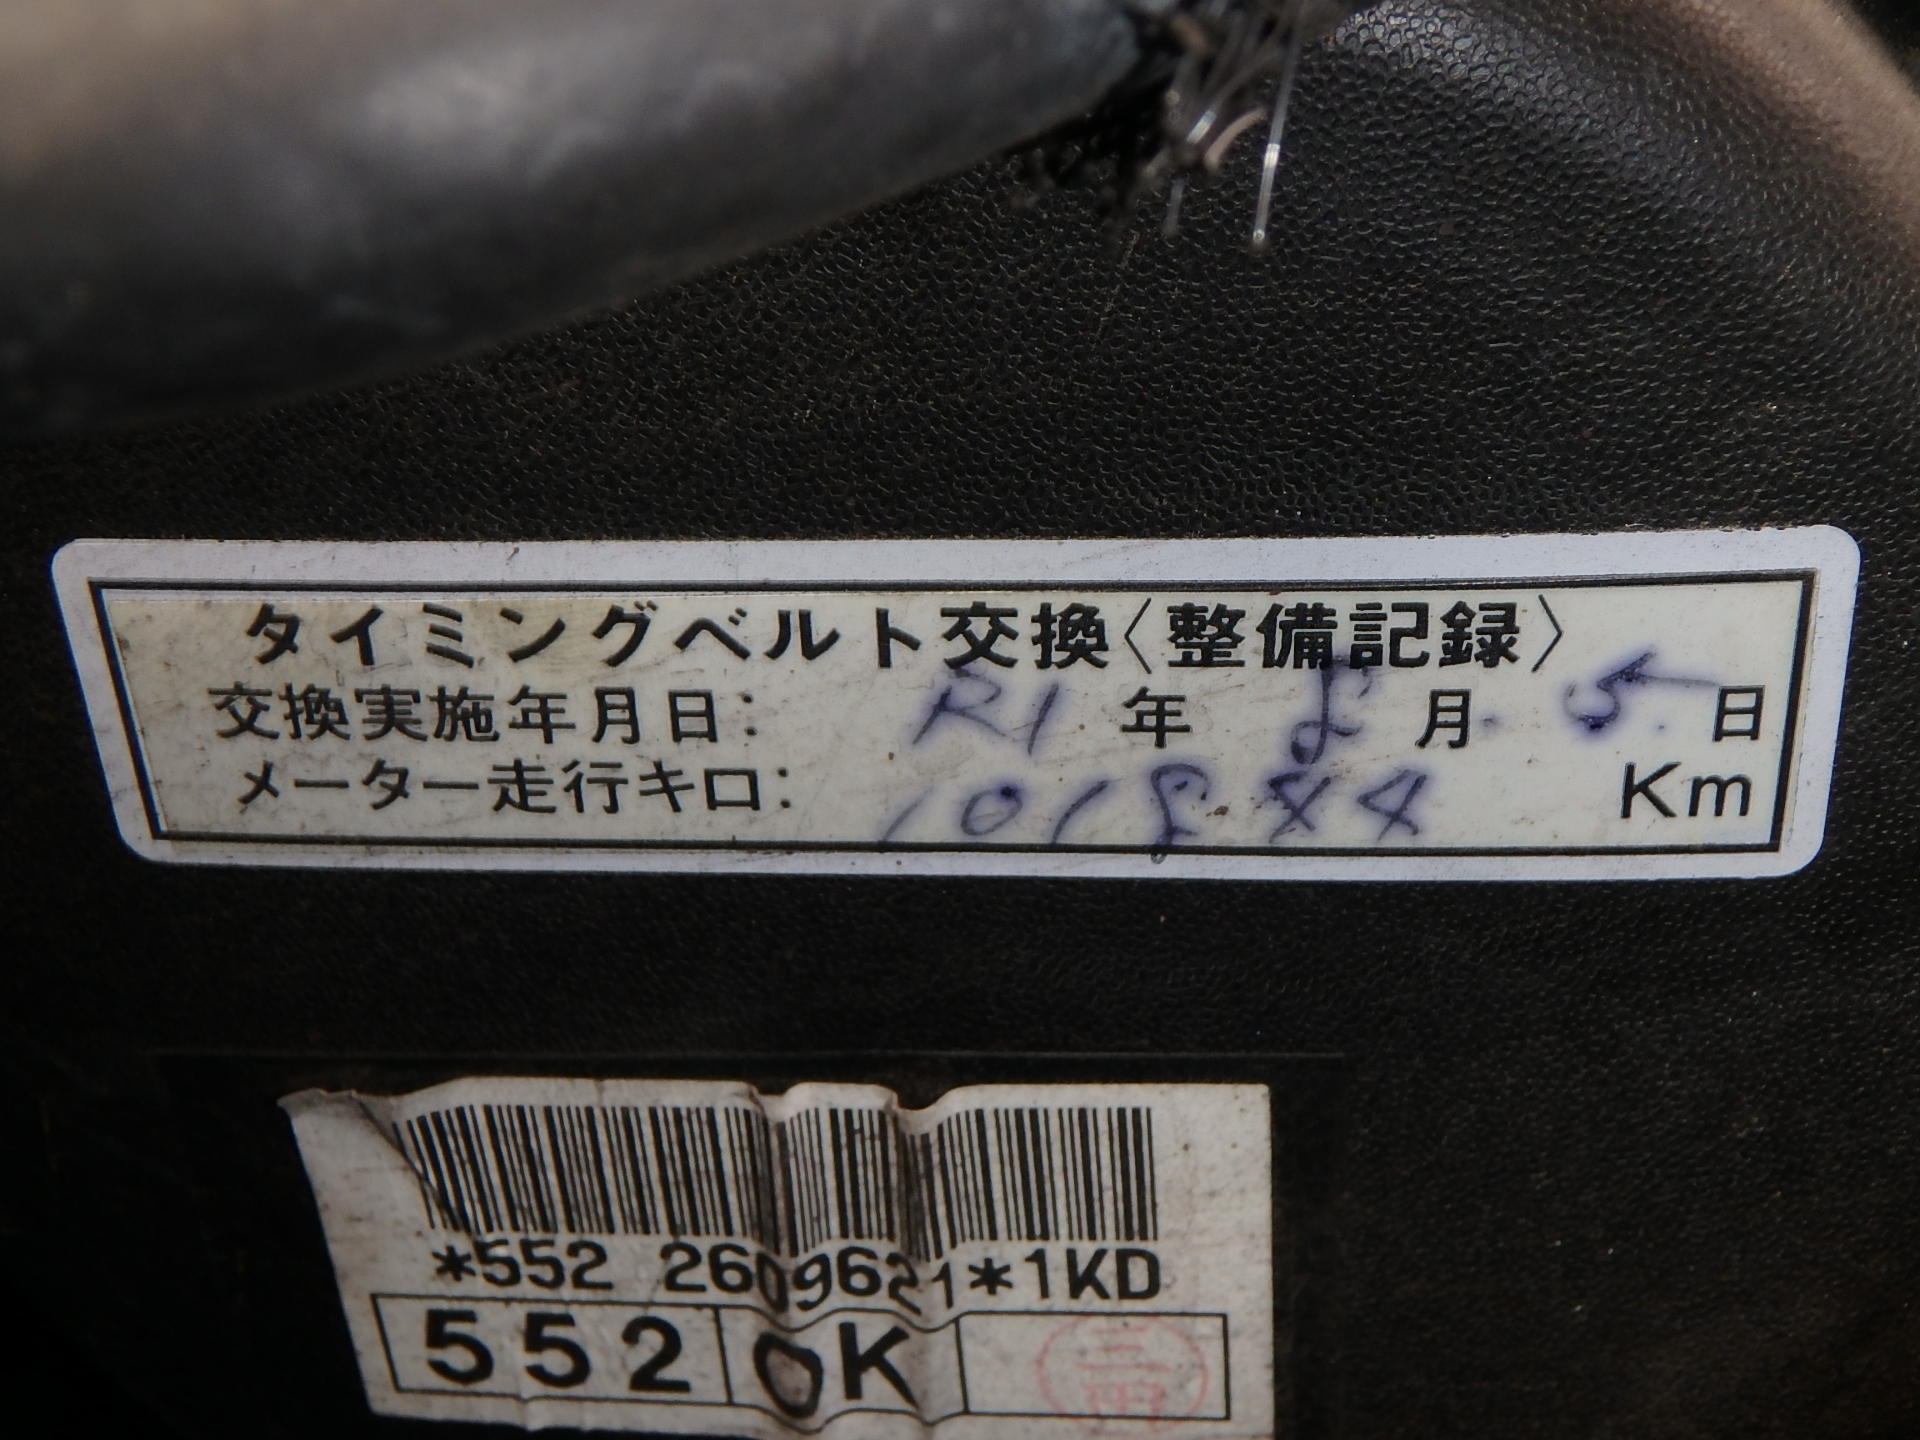 タイミングベルト交換〈整備記録〉
交換実施年月日: R1 年 8 月 5 日
メーター走行キロ: 101844 Km
*552 2609621*1KD
552 OK